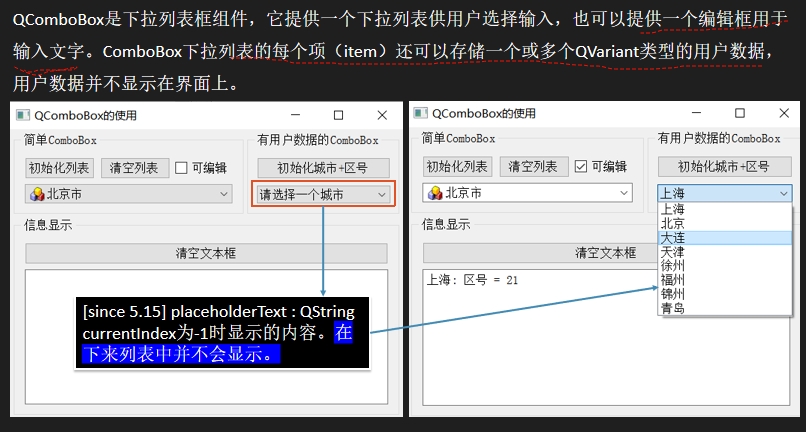 QComboBox是下拉列表框组件，它提供一个下拉列表供用户选择输入，也可以提供一个编辑框用于
输入文字。ComboBox下拉列表的每个项（item）还可以存储一个或多个QVariant类型的用户数据，
用户数据并不显示在界面上。
QComboBox的使用
简单ComboBox
有用户数据的ComboBox
初始化列表
清空列表
可编辑
初始化城市+区号
北京市
请选择一个城市
信息显示
清空文本框
[since 5.15] placeholderText : QString
currentIndex为-1时显示的内容。在
下来列表中并不会显示。
QComboBox的使用
简单ComboBox
有用户数据的ComboBox
初始化列表
清空列表
可编辑
初始化城市+区号
北京市
上海
上海
北京
大连
天津
徐州
福州
锦州
青岛
信息显示
清空文本框
上海: 区号 = 21